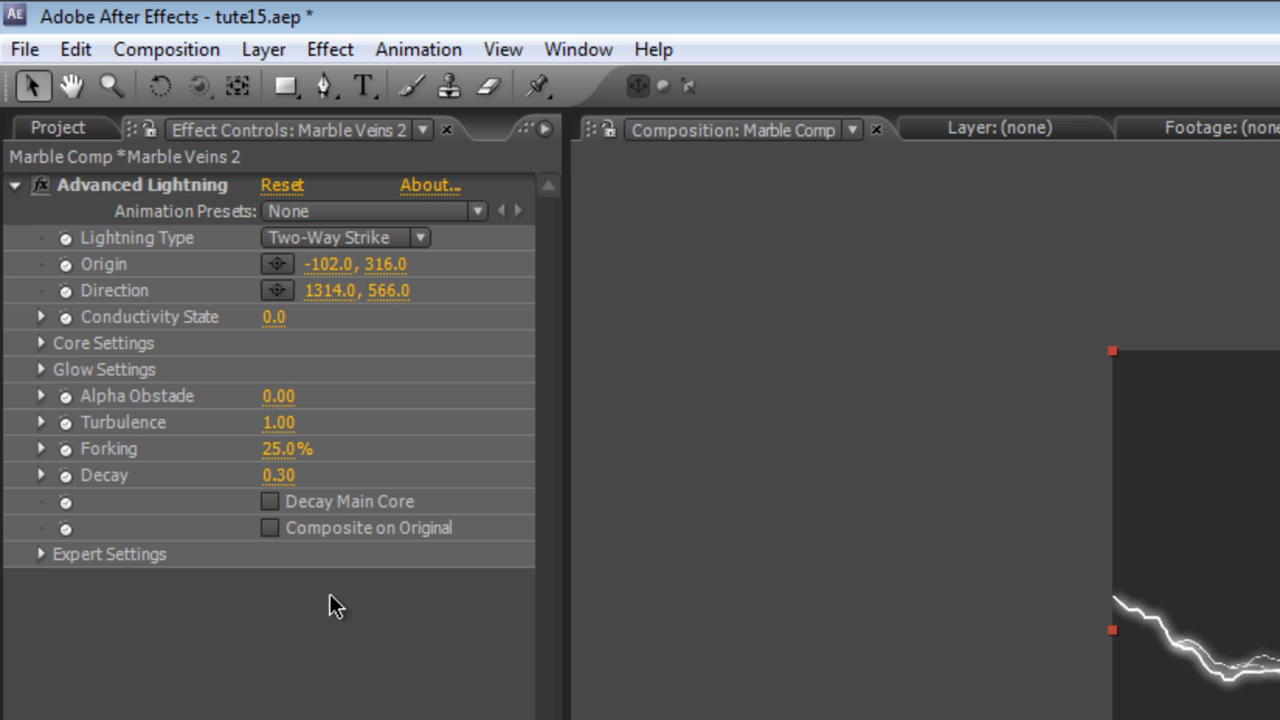 AE Adobe After Effects - tute15.aep *
File Edit Composition Layer Effect Animation View Window Help
T
Project Effect Controls: Marble Veins 2 Composition: Marble Comp Layer: (none) Footage: (none
Marble Comp * Marble Veins 2
fx Advanced Lightning Reset About...
Animation Presets: None
Lightning Type Two-Way Strike
Origin -102.0, 316.0
Direction 1314.0, 566.0
Conductivity State 0.0
Core Settings
Glow Settings
Alpha Obstade 0.00
Turbulence 1.00
Forking 25.0%
Decay 0.30
Decay Main Core
Composite on Original
Expert Settings